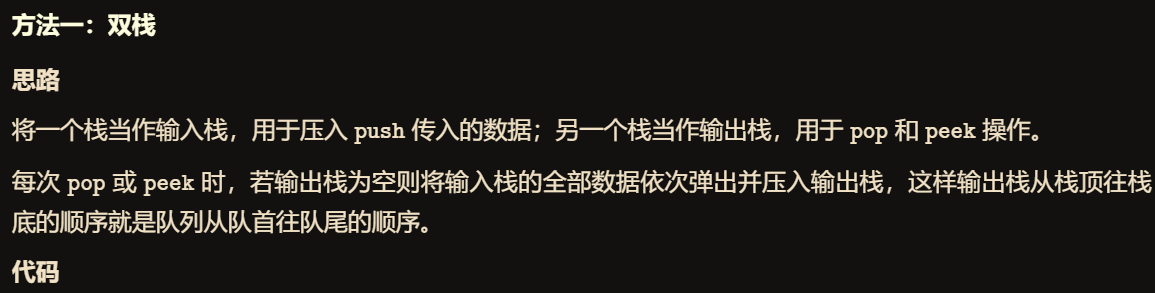 方法一：双栈
思路
将一个栈当作输入栈，用于压入 push 传入的数据；另一个栈当作输出栈，用于 pop 和 peek 操作。
每次 pop 或 peek 时，若输出栈为空则将输入栈的全部数据依次弹出并压入输出栈，这样输出栈从栈顶往栈
底的顺序就是队列从队首往队尾的顺序。
代码